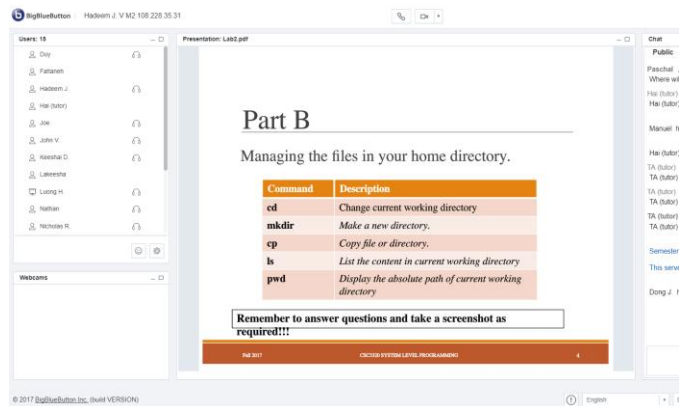 BigBlueButton Hadeem J. V M2 108.228.35.31
Users: 15
Duy
Fattaneh
Hadeem J.
Hai (tutor)
Joe
John V.
Keeshai D.
Lakeesha
Luong H.
Nathan
Nicholas R.
Webcams
Presentation: Lab2.pdf
Part B
Managing the files in your home directory.
Command Description
cd Change current working directory
mkdir Make a new directory.
cp Copy file or directory.
ls List the content in current working directory
pwd Display the absolute path of current working
directory
Remember to answer questions and take a screenshot as
required!!!
Fall 2017 CSC3320 SYSTEM LEVEL PROGRAMMING 4
Chat
Public
Paschal
Where wil
Hai (tutor)
Hai (tutor)
Manuel h
Hai (tutor)
TA (tutor)
TA (tutor)
TA (tutor)
TA (tutor)
TA (tutor)
TA (tutor)
Semester
This serve
Dong J. h
© 2017 BigBlueButton Inc. (build VERSION)
English